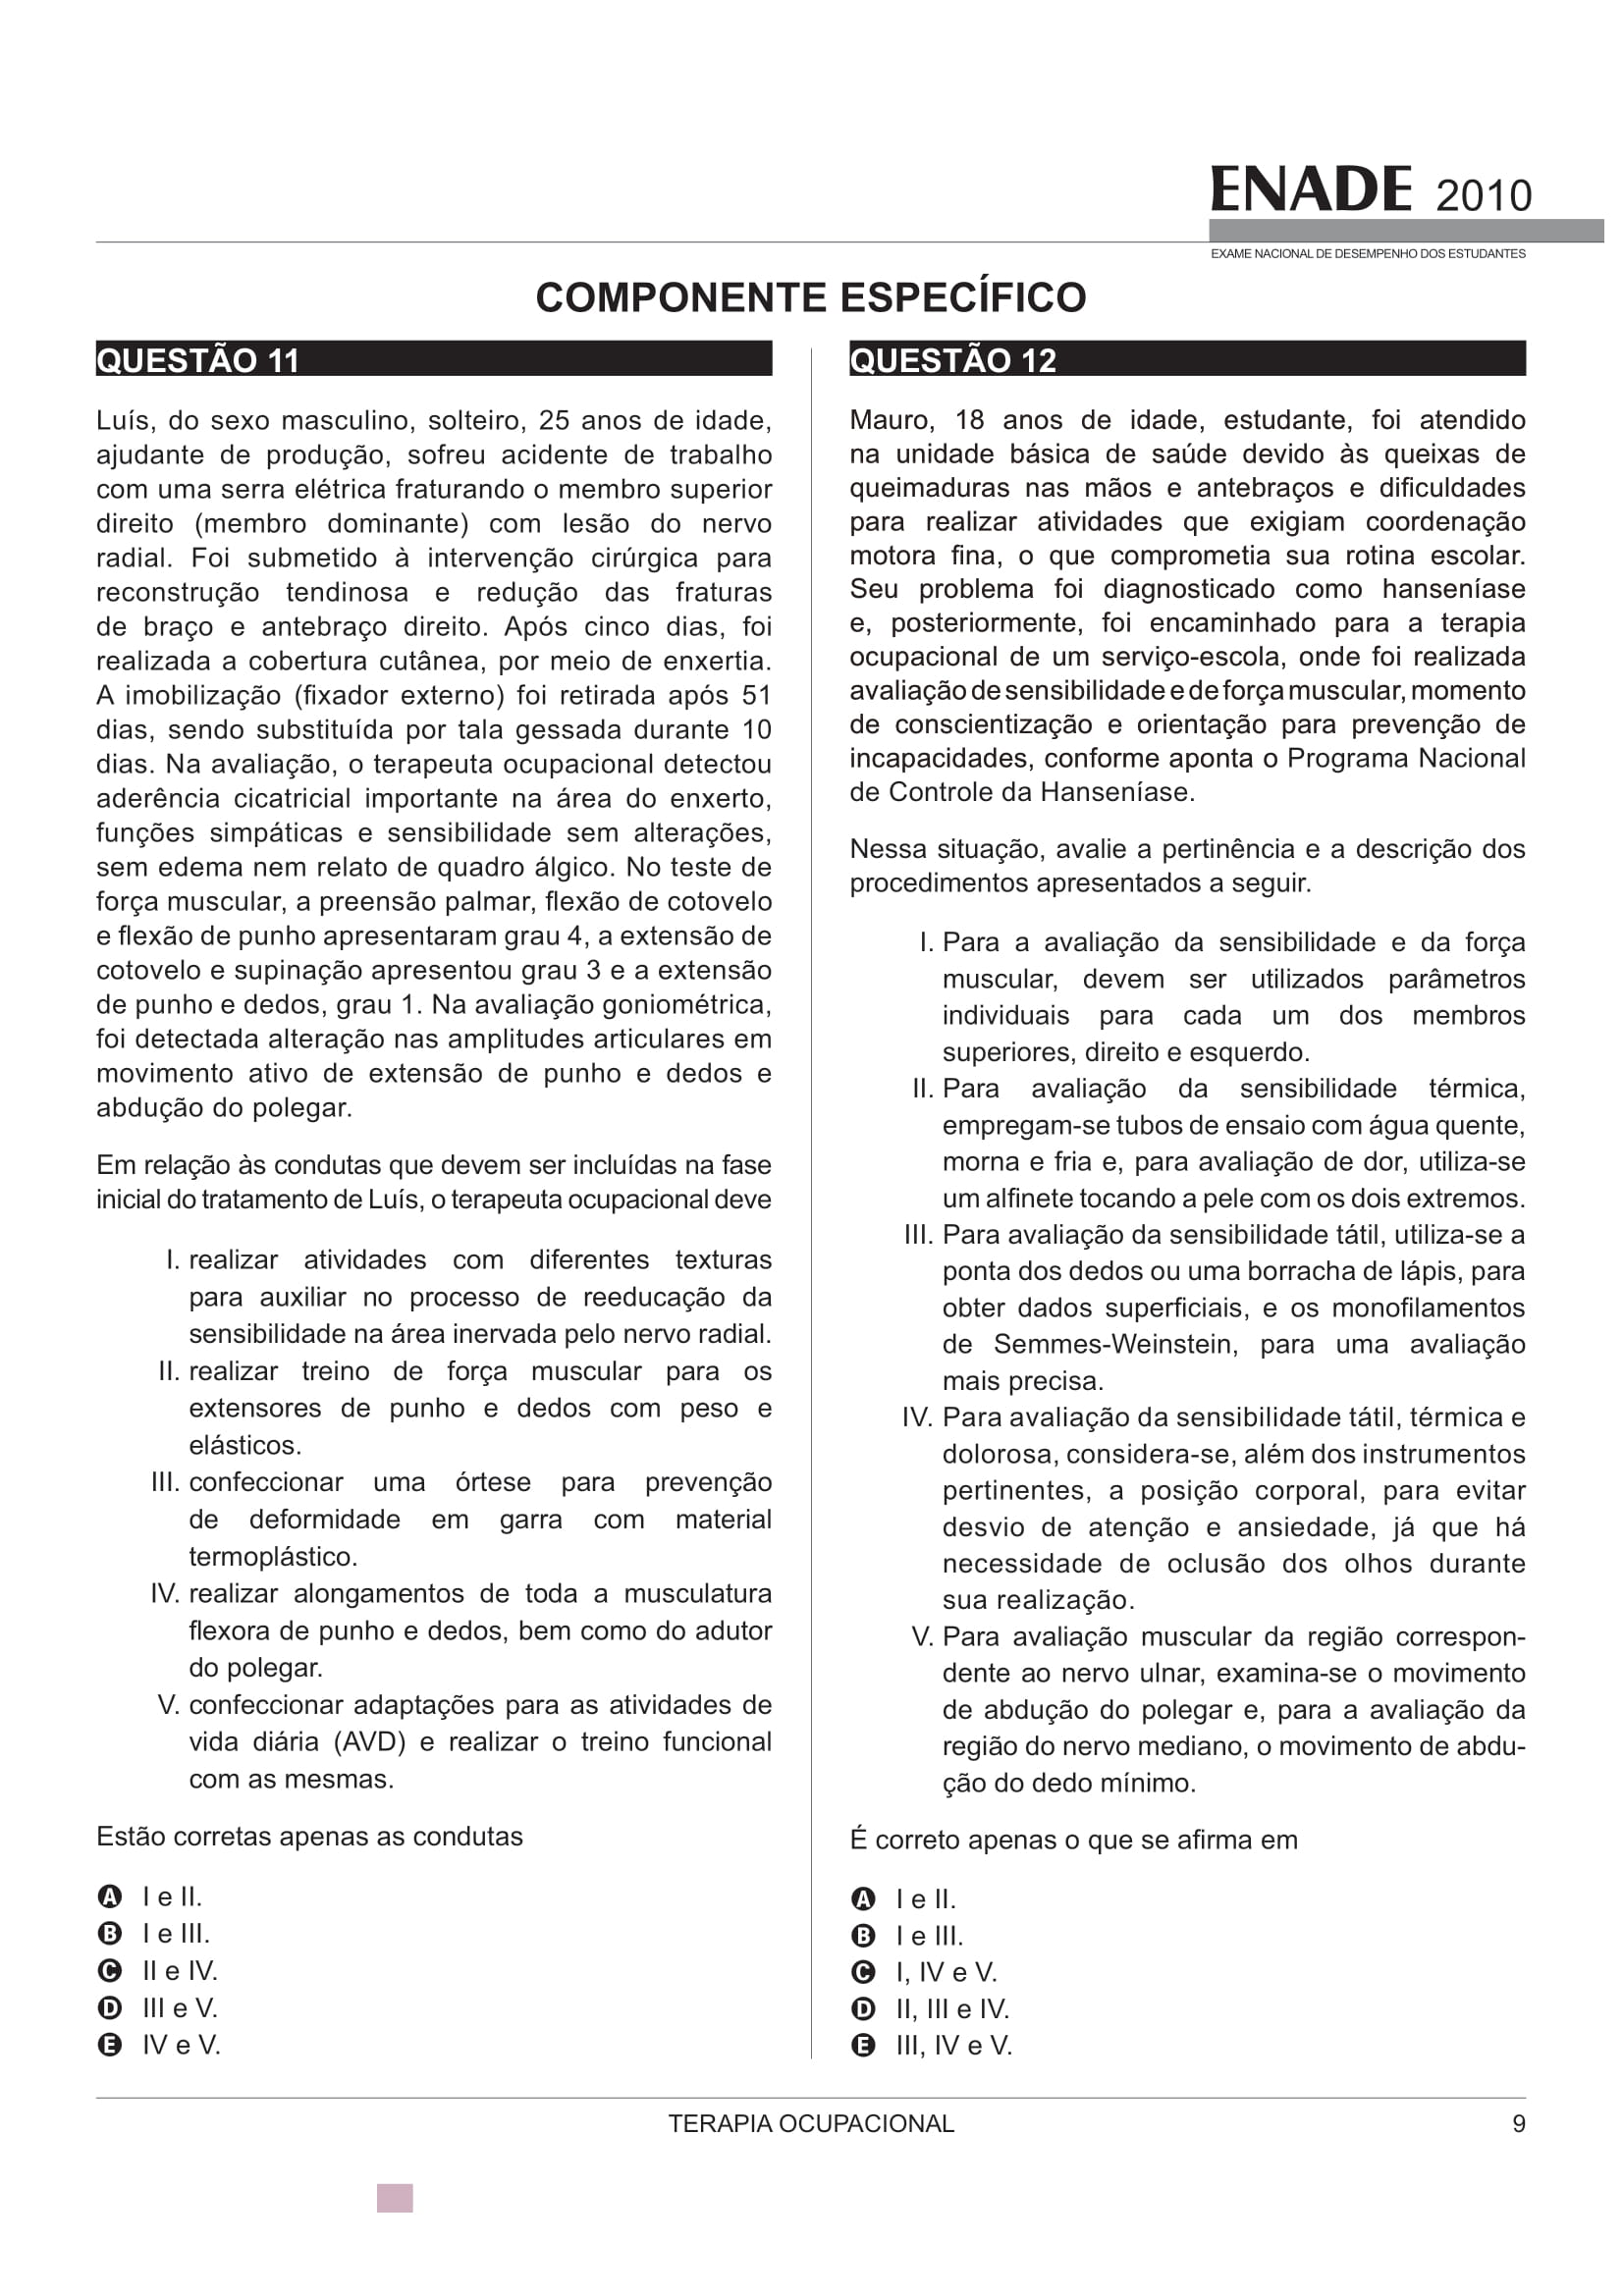 ENADE 2010
EXAME NACIONAL DE DESEMPENHO DOS ESTUDANTES
COMPONENTE ESPECÍFICO
QUESTÃO 11
Luís, do sexo masculino, solteiro, 25 anos de idade,
ajudante de produção, sofreu acidente de trabalho
com uma serra elétrica fraturando o membro superior
direito (membro dominante) com lesão do nervo
radial. Foi submetido à intervenção cirúrgica para
reconstrução tendinosa e redução das fraturas
de braço e antebraço direito. Após cinco dias, foi
realizada a cobertura cutânea, por meio de enxertia.
A imobilização (fixador externo) foi retirada após 51
dias, sendo substituída por tala gessada durante 10
dias. Na avaliação, o terapeuta ocupacional detectou
aderência cicatricial importante na área do enxerto,
funções simpáticas e sensibilidade sem alterações,
sem edema nem relato de quadro álgico. No teste de
força muscular, a preensão palmar, flexão de cotovelo
e flexão de punho apresentaram grau 4, a extensão de
cotovelo e supinação apresentou grau 3 e a extensão
de punho e dedos, grau 1. Na avaliação goniométrica,
foi detectada alteração nas amplitudes articulares em
movimento ativo de extensão de punho e dedos e
abdução do polegar.
Em relação às condutas que devem ser incluídas na fase
inicial do tratamento de Luís, o terapeuta ocupacional deve
I. realizar atividades com diferentes texturas
para auxiliar no processo de reeducação da
sensibilidade na área inervada pelo nervo radial.
II. realizar treino de força muscular para os
extensores de punho e dedos com peso e
elásticos.
III. confeccionar uma órtese para prevenção
de deformidade em garra com material
termoplástico.
IV. realizar alongamentos de toda a musculatura
flexora de punho e dedos, bem como do adutor
do polegar.
V. confeccionar adaptações para as atividades de
vida diária (AVD) e realizar o treino funcional
com as mesmas.
Estão corretas apenas as condutas
A I e II.
B I e III.
C II e IV.
D III e V.
E IV e V.
QUESTÃO 12
Mauro, 18 anos de idade, estudante, foi atendido
na unidade básica de saúde devido às queixas de
queimaduras nas mãos e antebraços e dificuldades
para realizar atividades que exigiam coordenação
motora fina, o que comprometia sua rotina escolar.
Seu problema foi diagnosticado como hanseníase
e, posteriormente, foi encaminhado para a terapia
ocupacional de um serviço-escola, onde foi realizada
avaliação de sensibilidade e de força muscular, momento
de conscientização e orientação para prevenção de
incapacidades, conforme aponta o Programa Nacional
de Controle da Hanseníase.
Nessa situação, avalie a pertinência e a descrição dos
procedimentos apresentados a seguir.
I. Para a avaliação da sensibilidade e da força
muscular, devem ser utilizados parâmetros
individuais para cada um dos membros
superiores, direito e esquerdo.
II. Para avaliação da sensibilidade térmica,
empregam-se tubos de ensaio com água quente,
morna e fria e, para avaliação de dor, utiliza-se
um alfinete tocando a pele com os dois extremos.
III. Para avaliação da sensibilidade tátil, utiliza-se a
ponta dos dedos ou uma borracha de lápis, para
obter dados superficiais, e os monofilamentos
de Semmes-Weinstein, para uma avaliação
mais precisa.
IV. Para avaliação da sensibilidade tátil, térmica e
dolorosa, considera-se, além dos instrumentos
pertinentes, a posição corporal, para evitar
desvio de atenção e ansiedade, já que há
necessidade de oclusão dos olhos durante
sua realização.
V. Para avaliação muscular da região correspon-
dente ao nervo ulnar, examina-se o movimento
de abdução do polegar e, para a avaliação da
região do nervo mediano, o movimento de abdu-
ção do dedo mínimo.
É correto apenas o que se afirma em
A I e II.
B I e III.
C I, IV e V.
D II, III e IV.
E III, IV e V.
TERAPIA OCUPACIONAL
9